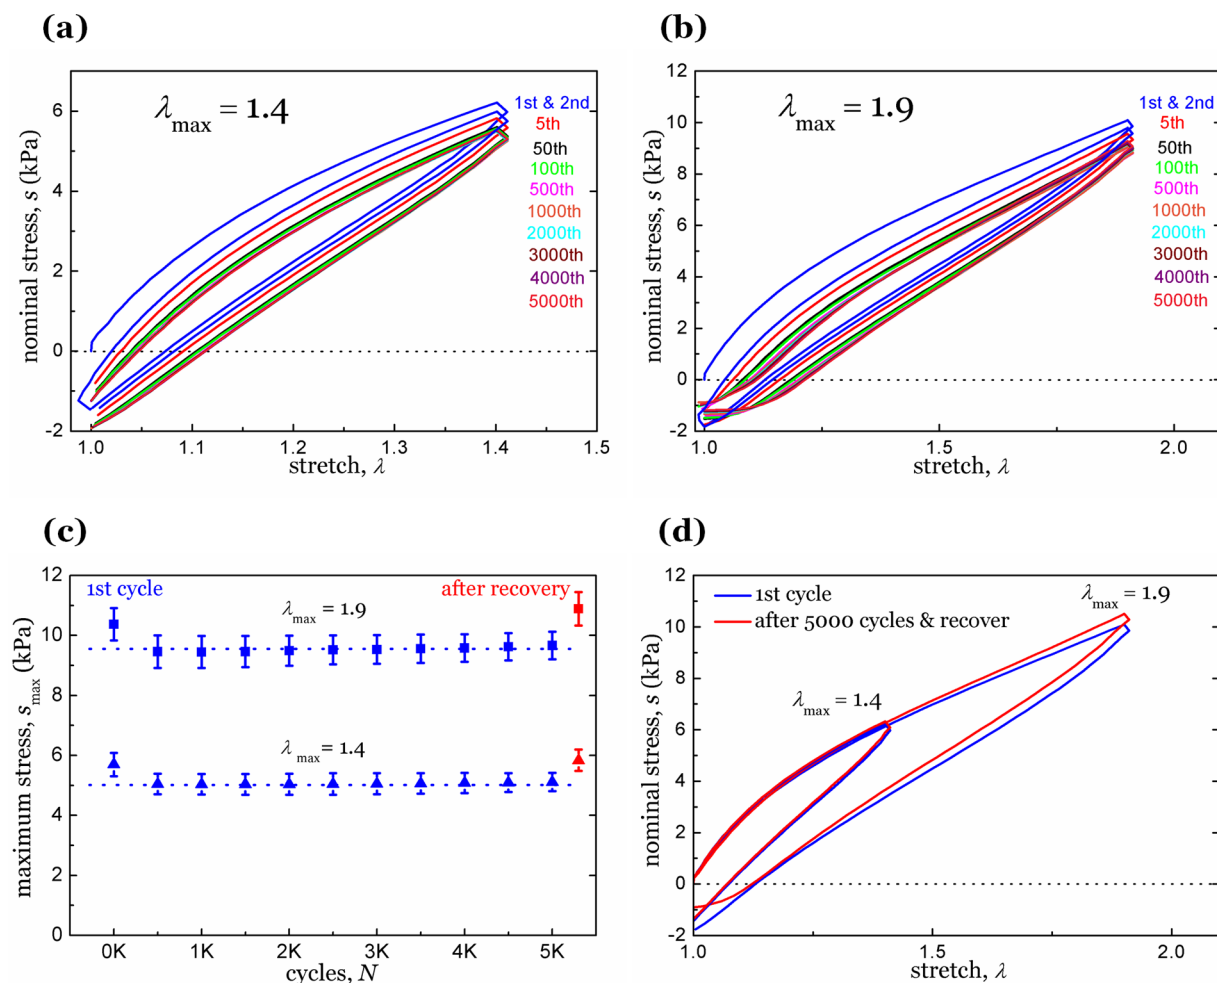 (a)
λmax = 1.4
nominal stress, s (kPa)
6
4
2
0
-2
1st & 2nd
5th
50th
100th
500th
1000th
2000th
3000th
4000th
5000th
1.0
1.1
1.2
1.3
1.4
1.5
stretch, λ
(b)
λmax = 1.9
nominal stress, s (kPa)
12
10
8
6
4
2
0
-2
1st & 2nd
5th
50th
100th
500th
1000th
2000th
3000th
4000th
5000th
1.0
1.5
2.0
stretch, λ
(c)
1st cycle
after recovery
λmax = 1.9
λmax = 1.4
maximum stress, smax (kPa)
12
10
8
6
4
2
0
0K
1K
2K
3K
4K
5K
cycles, N
(d)
1st cycle
after 5000 cycles & recover
λmax = 1.9
λmax = 1.4
nominal stress, s (kPa)
12
10
8
6
4
2
0
-2
1.0
1.5
2.0
stretch, λ